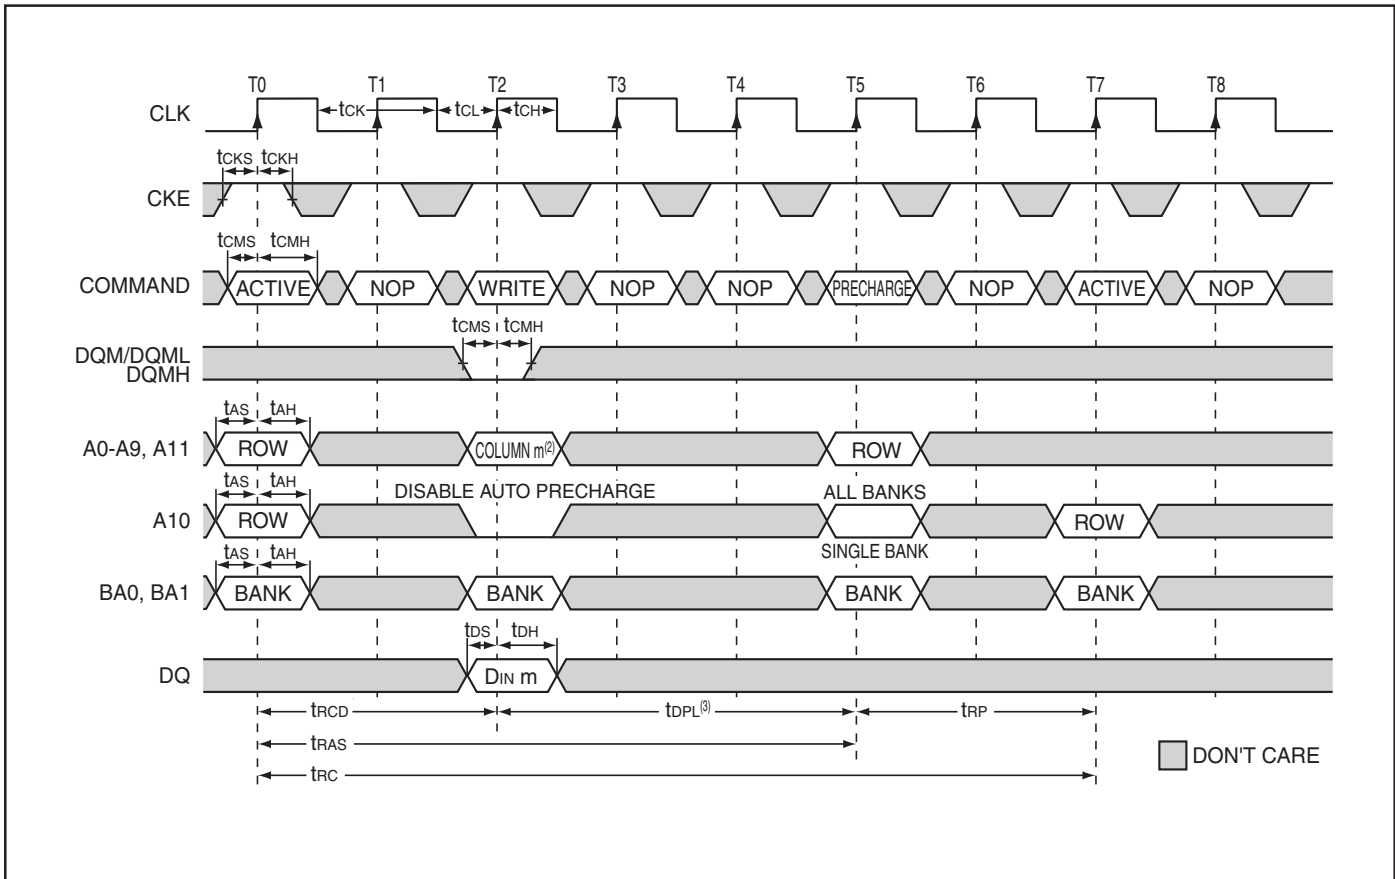 T0 T1 T2 T3 T4 T5 T6 T7 T8
CLK tCK tCL tCH
tCKS tCKH
CKE
tCMS tCMH
COMMAND ACTIVE NOP WRITE NOP NOP PRECHARGE NOP ACTIVE NOP
tCMS tCMH
DQM/DQML
DQMH
tAS tAH
A0-A9, A11 ROW COLUMN m(2) ROW
tAS tAH DISABLE AUTO PRECHARGE ALL BANKS
A10 ROW ROW
tAS tAH SINGLE BANK
BA0, BA1 BANK BANK BANK BANK
tDS tDH
DQ DIN m
tRCD tDPL(3) tRP
tRAS
DON'T CARE
tRC